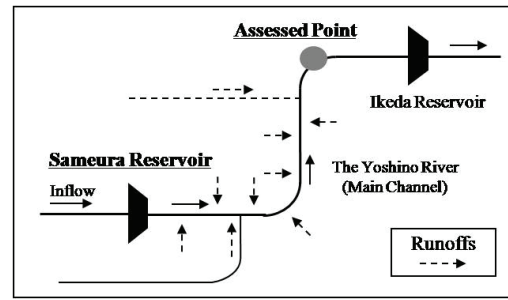 Assessed Point
Ikeda Reservoir
Sameura Reservoir
Inflow
The Yoshino River
(Main Channel)
Runoffs